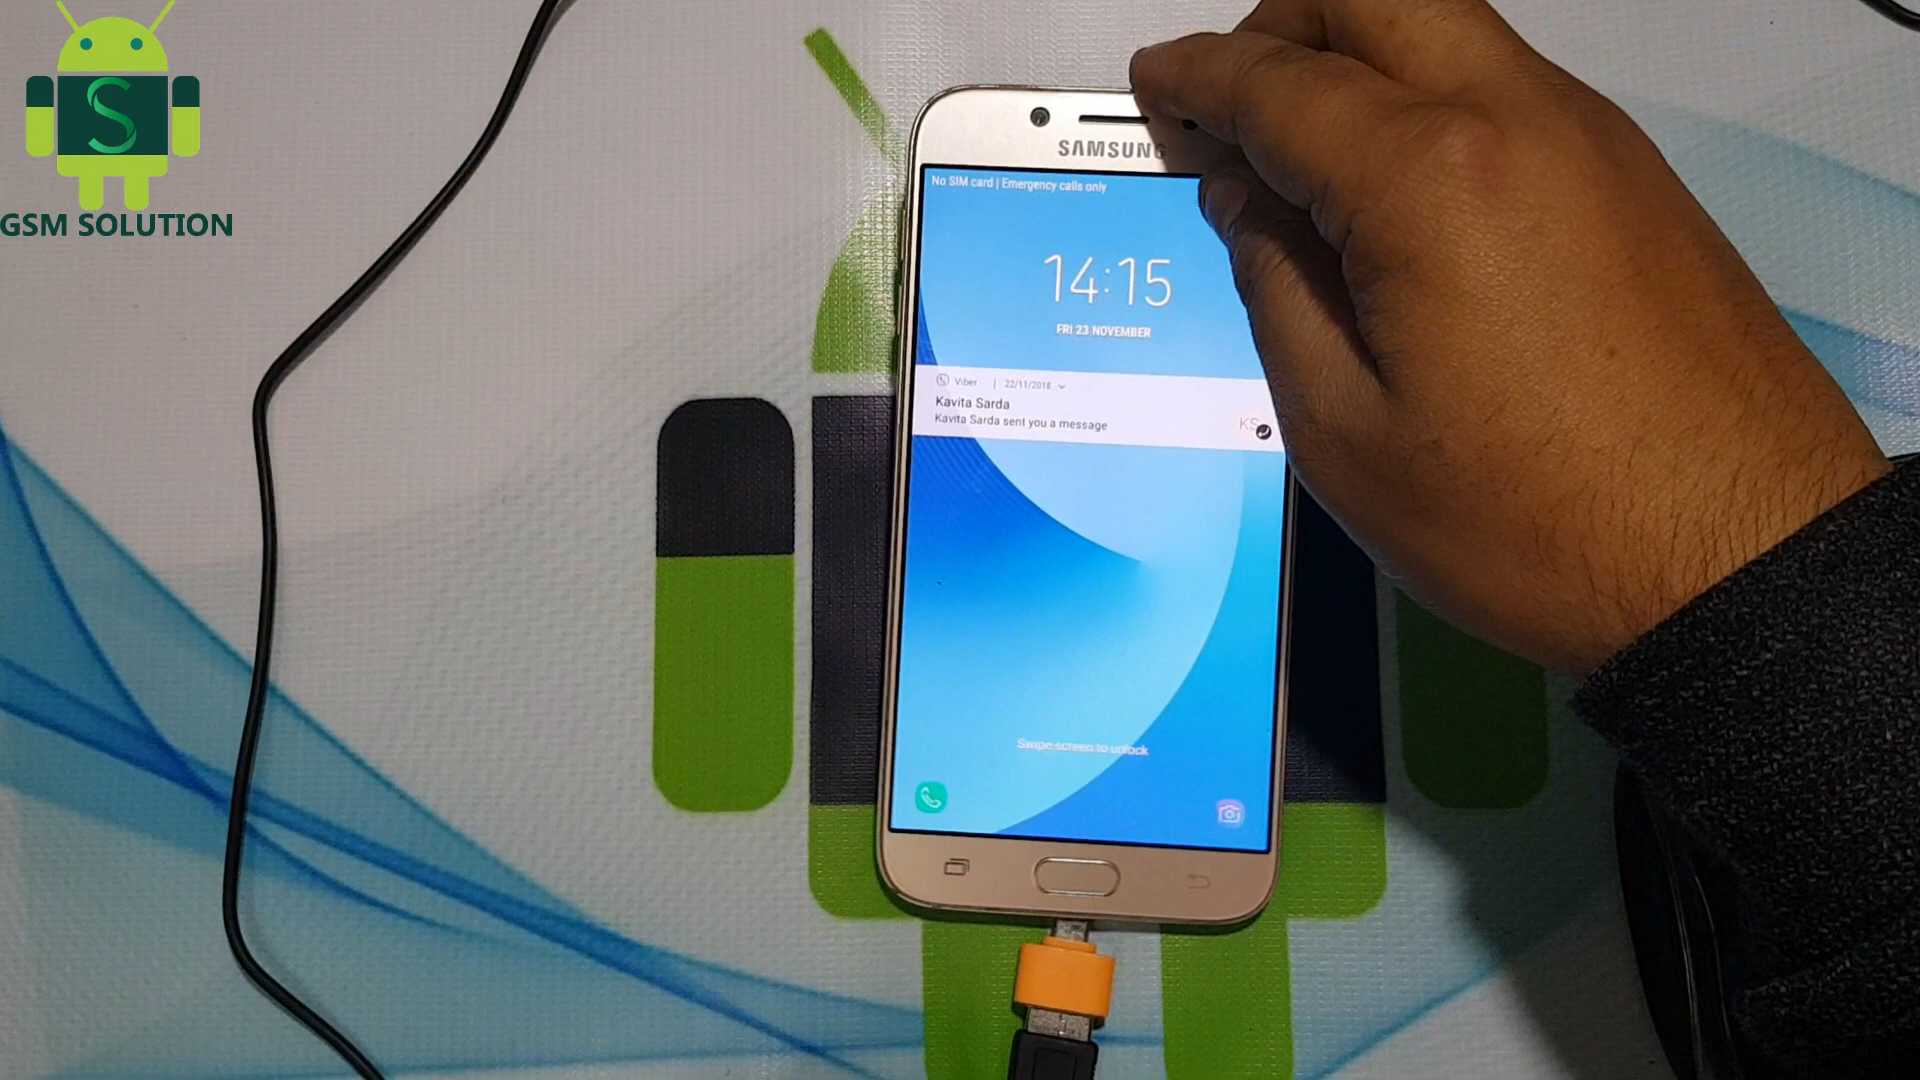 S
GSM SOLUTION
SAMSUNG
No SIM card | Emergency calls only
14:15
FRI 23 NOVEMBER
Viber | 22/11/2018
Kavita Sarda
Kavita Sarda sent you a message
KS
Swipe screen to unlock